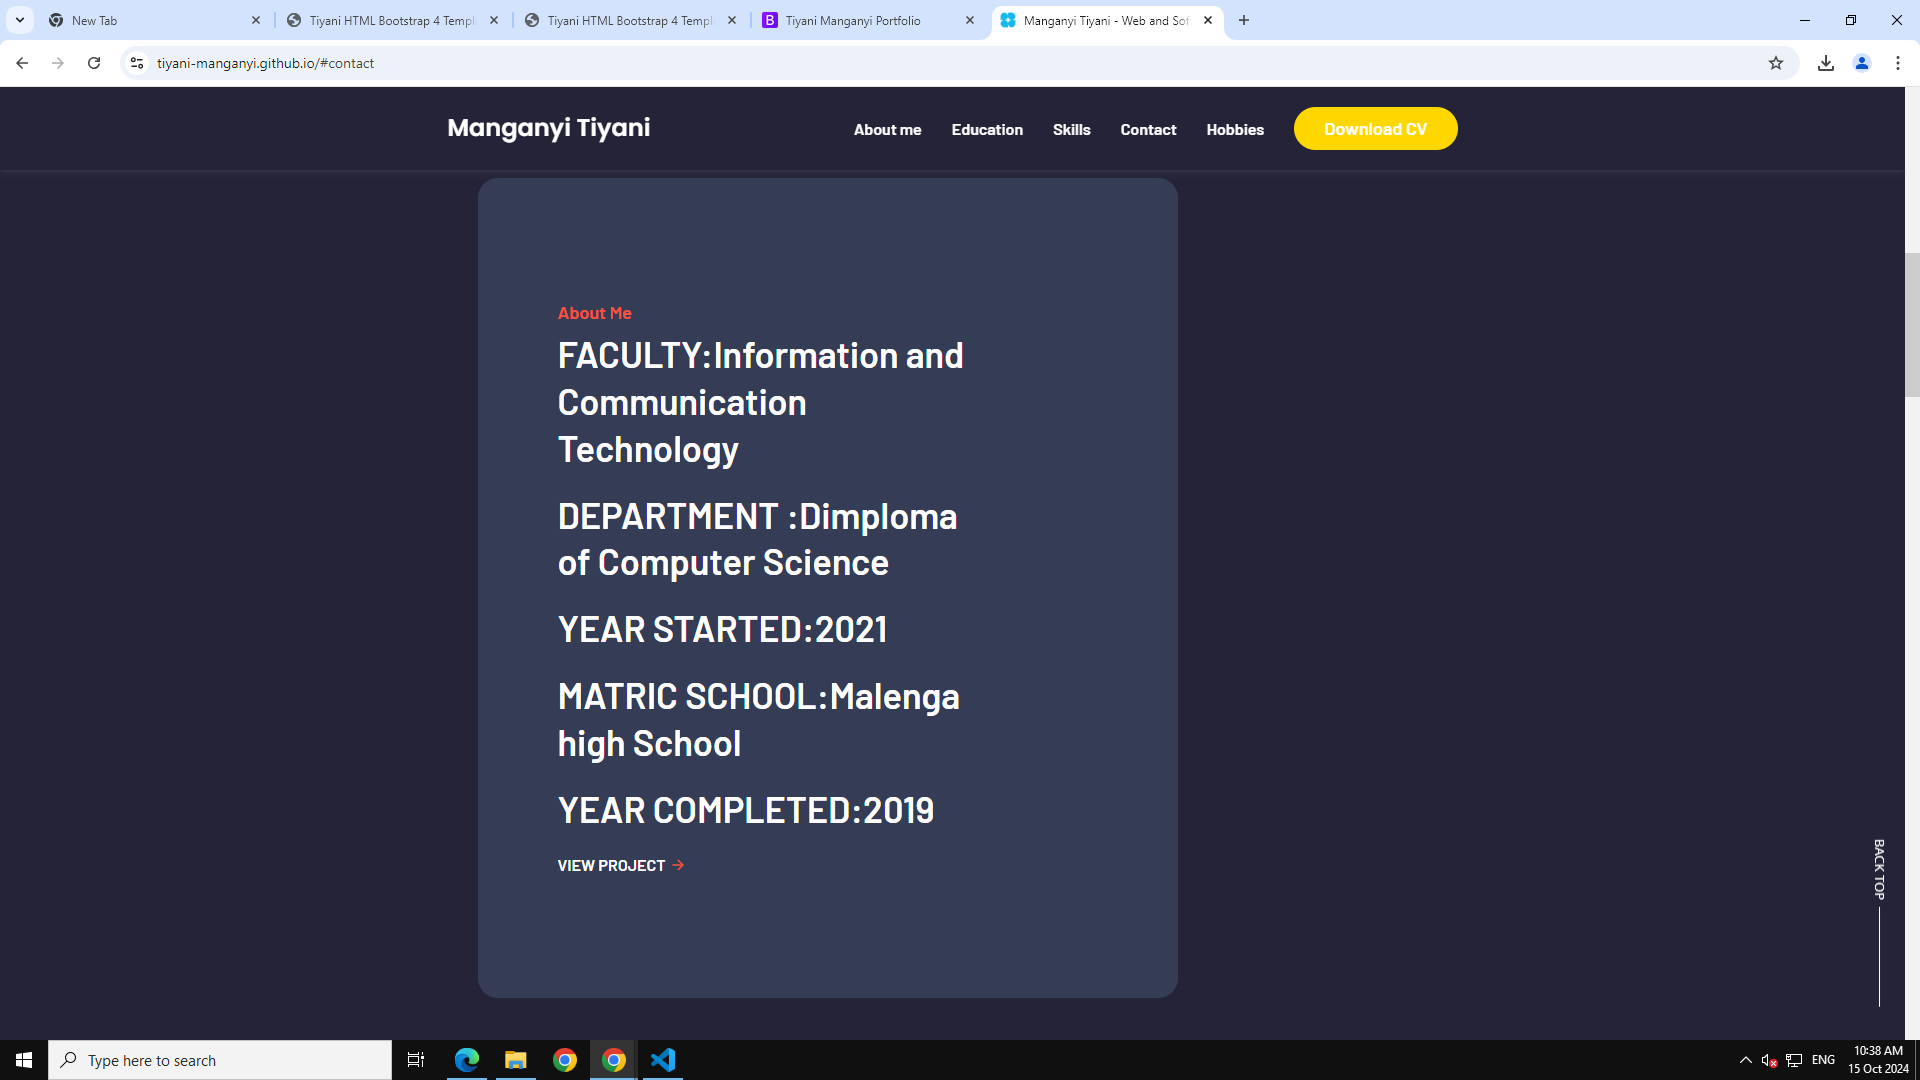 New Tab
Tiyani HTML Bootstrap 4 Templ
Tiyani HTML Bootstrap 4 Templ
Tiyani Manganyi Portfolio
Manganyi Tiyani - Web and Sof
tiyani-manganyi.github.io/#contact
Manganyi Tiyani
About me
Education
Skills
Contact
Hobbies
Download CV
About Me
FACULTY:Information and
Communication
Technology
DEPARTMENT :Dimploma
of Computer Science
YEAR STARTED:2021
MATRIC SCHOOL:Malenga
high School
YEAR COMPLETED:2019
VIEW PROJECT
BACK TOP
Type here to search
ENG
10:38 AM
15 Oct 2024